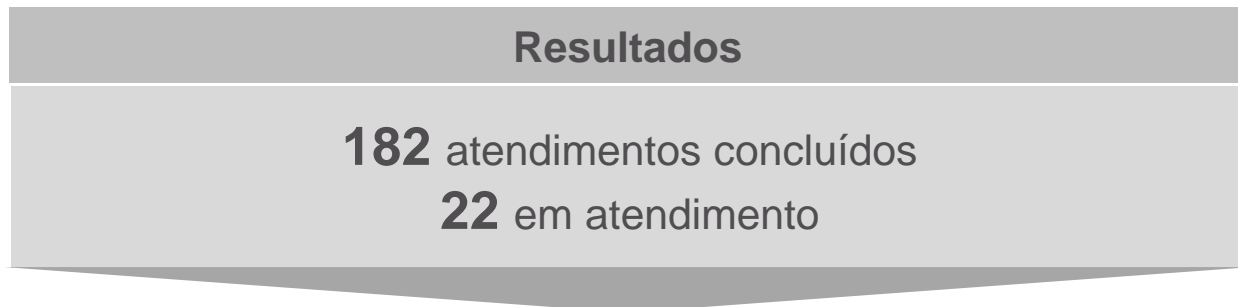 Resultados
182 atendimentos concluídos
22 em atendimento